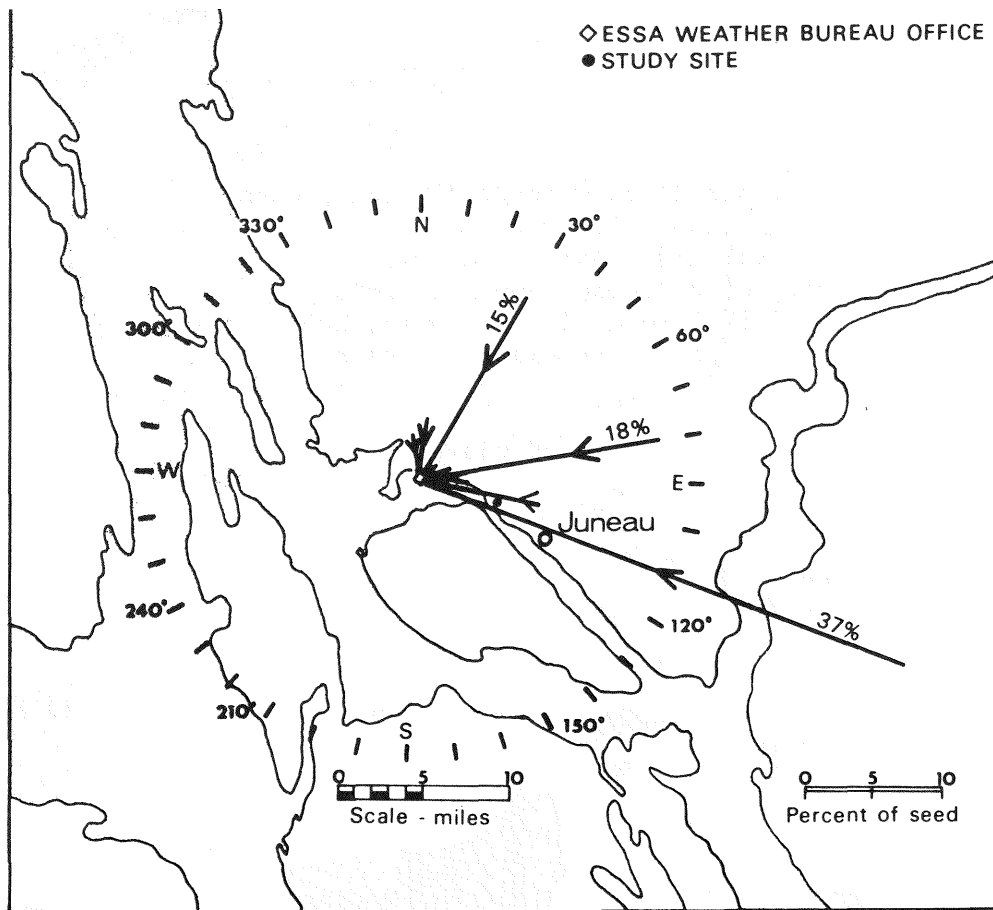 ◇ ESSA WEATHER BUREAU OFFICE
● STUDY SITE
N
330°
30°
15%
300°
60°
18%
W
E
Juneau
240°
120°
37%
210°
150°
S
0 5 10
Scale - miles
0 5 10
Percent of seed